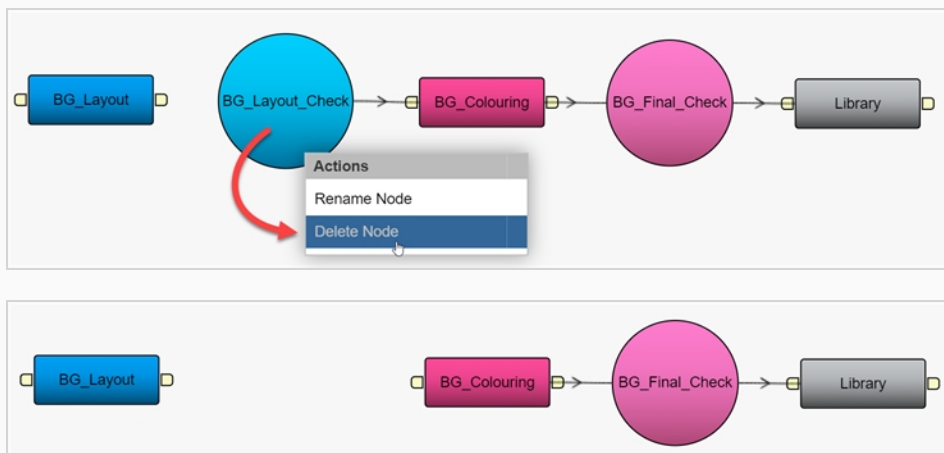 BG_Layout
BG_Layout_Check
BG_Colouring
BG_Final_Check
Library
Actions
Rename Node
Delete Node
BG_Layout
BG_Colouring
BG_Final_Check
Library